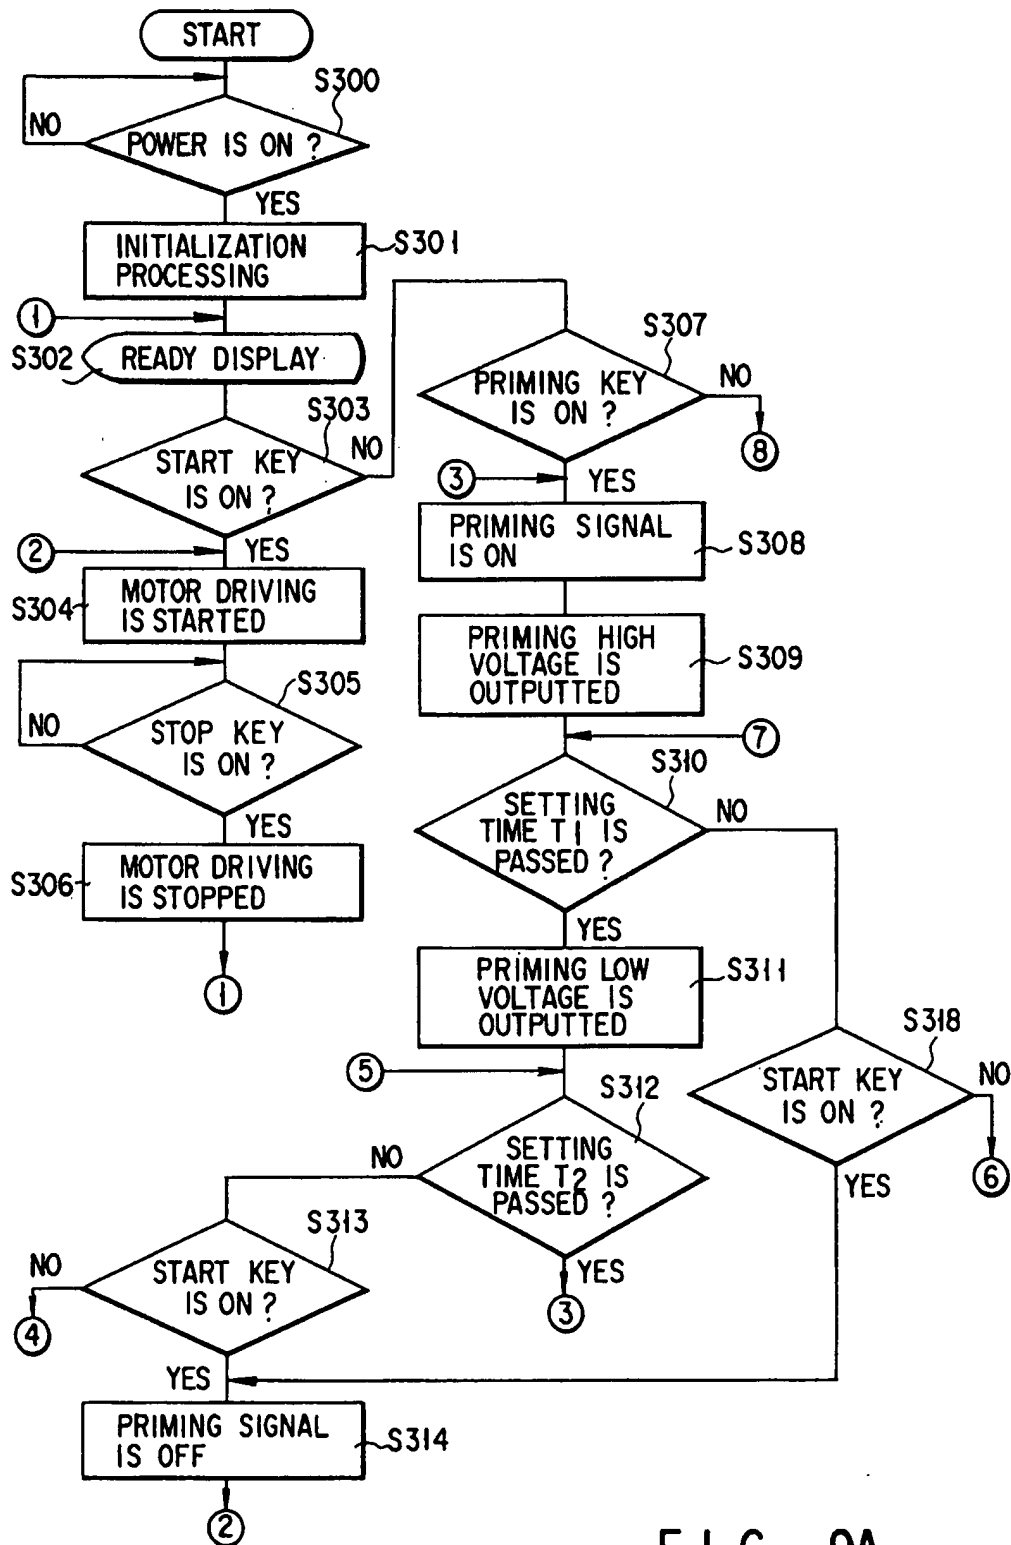 START
S300
NO
POWER IS ON ?
YES
INITIALIZATION
PROCESSING
S301
1
S302
READY DISPLAY
S303
NO
START KEY
IS ON ?
2
YES
S304
MOTOR DRIVING
IS STARTED
S305
NO
STOP KEY
IS ON ?
YES
S306
MOTOR DRIVING
IS STOPPED
1
S307
PRIMING KEY
IS ON ?
NO
8
3
YES
PRIMING SIGNAL
IS ON
S308
PRIMING HIGH
VOLTAGE IS
OUTPUTTED
S309
7
S310
SETTING
TIME T1 IS
PASSED ?
NO
YES
PRIMING LOW
VOLTAGE IS
OUTPUTTED
S311
5
S312
SETTING
TIME T2 IS
PASSED ?
NO
YES
3
S318
START KEY
IS ON ?
NO
6
YES
S313
START KEY
IS ON ?
NO
4
YES
PRIMING SIGNAL
IS OFF
S314
2
FIG. 9A